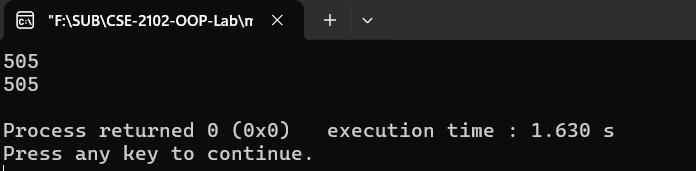 "F:\SUB\CSE-2102-OOP-Lab\m
505
505
Process returned 0 (0x0)   execution time : 1.630 s
Press any key to continue.